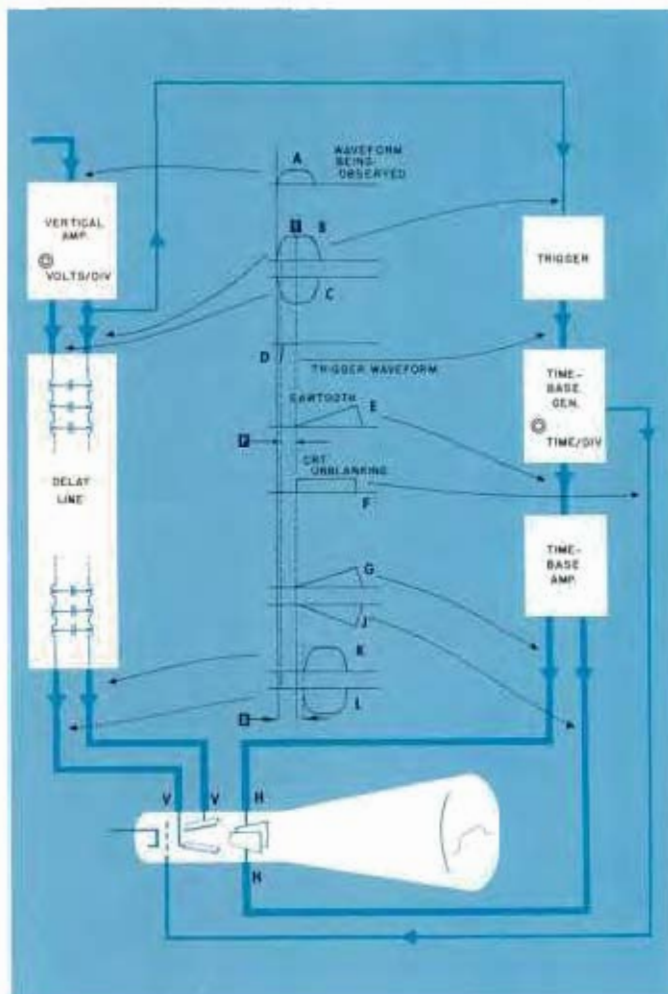 WAVEFORM
BEING
OBSERVED
A
VERTICAL
AMP.
VOLTS/DIV
B
TRIGGER
C
D
TRIGGER WAVEFORM
TIME-
BASE
GEN.
TIME/DIV
SAWTOOTH
E
CRT
UNBLANKING
F
DELAY
LINE
TIME-
BASE
AMP.
G
J
K
L
V
V
H
H